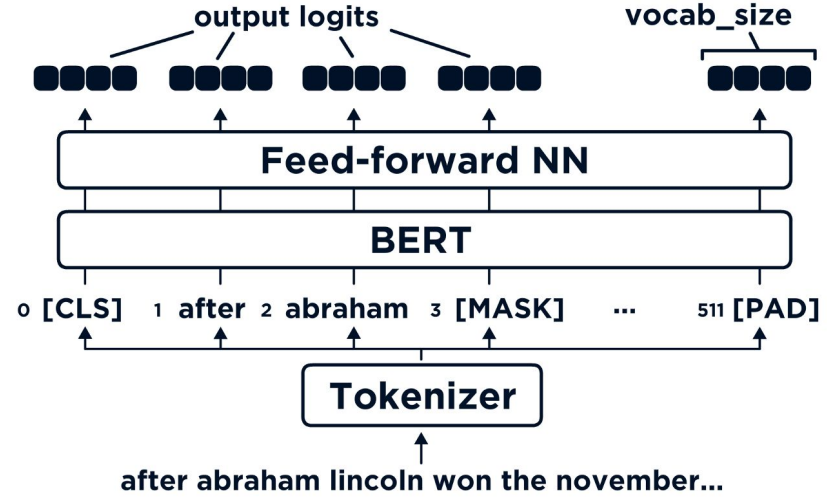 output logits vocab_size
Feed-forward NN
BERT
0 [CLS] 1 after 2 abraham 3 [MASK] ... 511 [PAD]
Tokenizer
after abraham lincoln won the november...